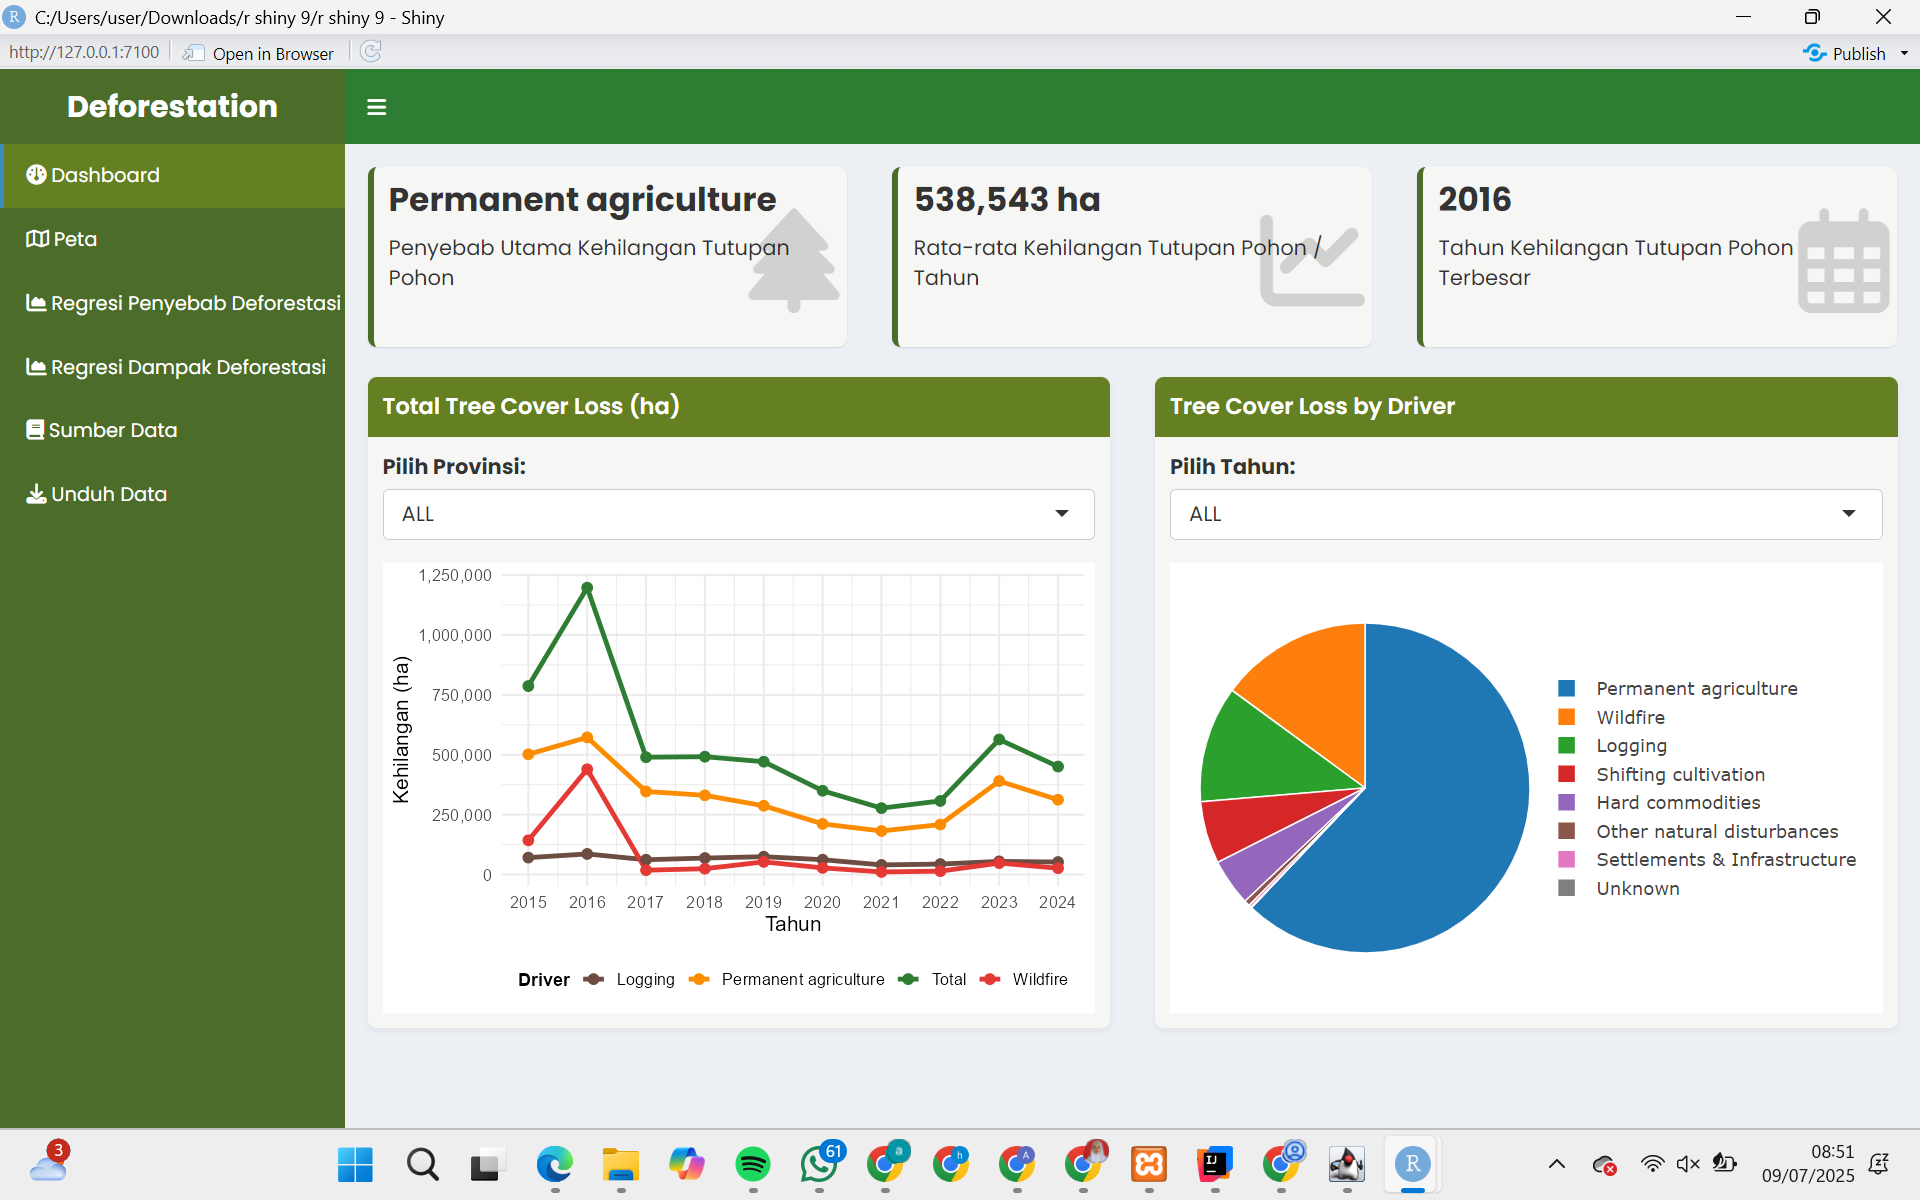 C:/Users/user/Downloads/r shiny 9/r shiny 9 - Shiny
http://127.0.0.1:7100
Open in Browser
Publish
Deforestation
Dashboard
Peta
Regresi Penyebab Deforestasi
Regresi Dampak Deforestasi
Sumber Data
Unduh Data
Permanent agriculture
Penyebab Utama Kehilangan Tutupan
Pohon
538,543 ha
Rata-rata Kehilangan Tutupan Pohon /
Tahun
2016
Tahun Kehilangan Tutupan Pohon
Terbesar
Total Tree Cover Loss (ha)
Pilih Provinsi:
ALL
1,250,000
1,000,000
750,000
500,000
250,000
0
Kehilangan (ha)
2015 2016 2017 2018 2019 2020 2021 2022 2023 2024
Tahun
Driver Logging Permanent agriculture Total Wildfire
Tree Cover Loss by Driver
Pilih Tahun:
ALL
Permanent agriculture
Wildfire
Logging
Shifting cultivation
Hard commodities
Other natural disturbances
Settlements & Infrastructure
Unknown
3
61
a
h
A
IJ
R
08:51
09/07/2025